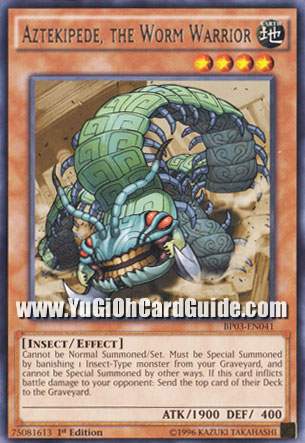 AZTEKIPEDE, THE WORM WARRIOR
EARTH
地
www.YuGiOhCardGuide.com
BP03-EN041
[INSECT/EFFECT]
Cannot be Normal Summoned/Set. Must be Special Summoned
by banishing 1 Insect-Type monster from your Graveyard, and
cannot be Special Summoned by other ways. If this card
inflicts battle damage to your opponent: Send the top card of their Deck
to the Graveyard.
ATK/1900 DEF/ 400
75081613 1st Edition ©1996 KAZUKI TAKAHASHI